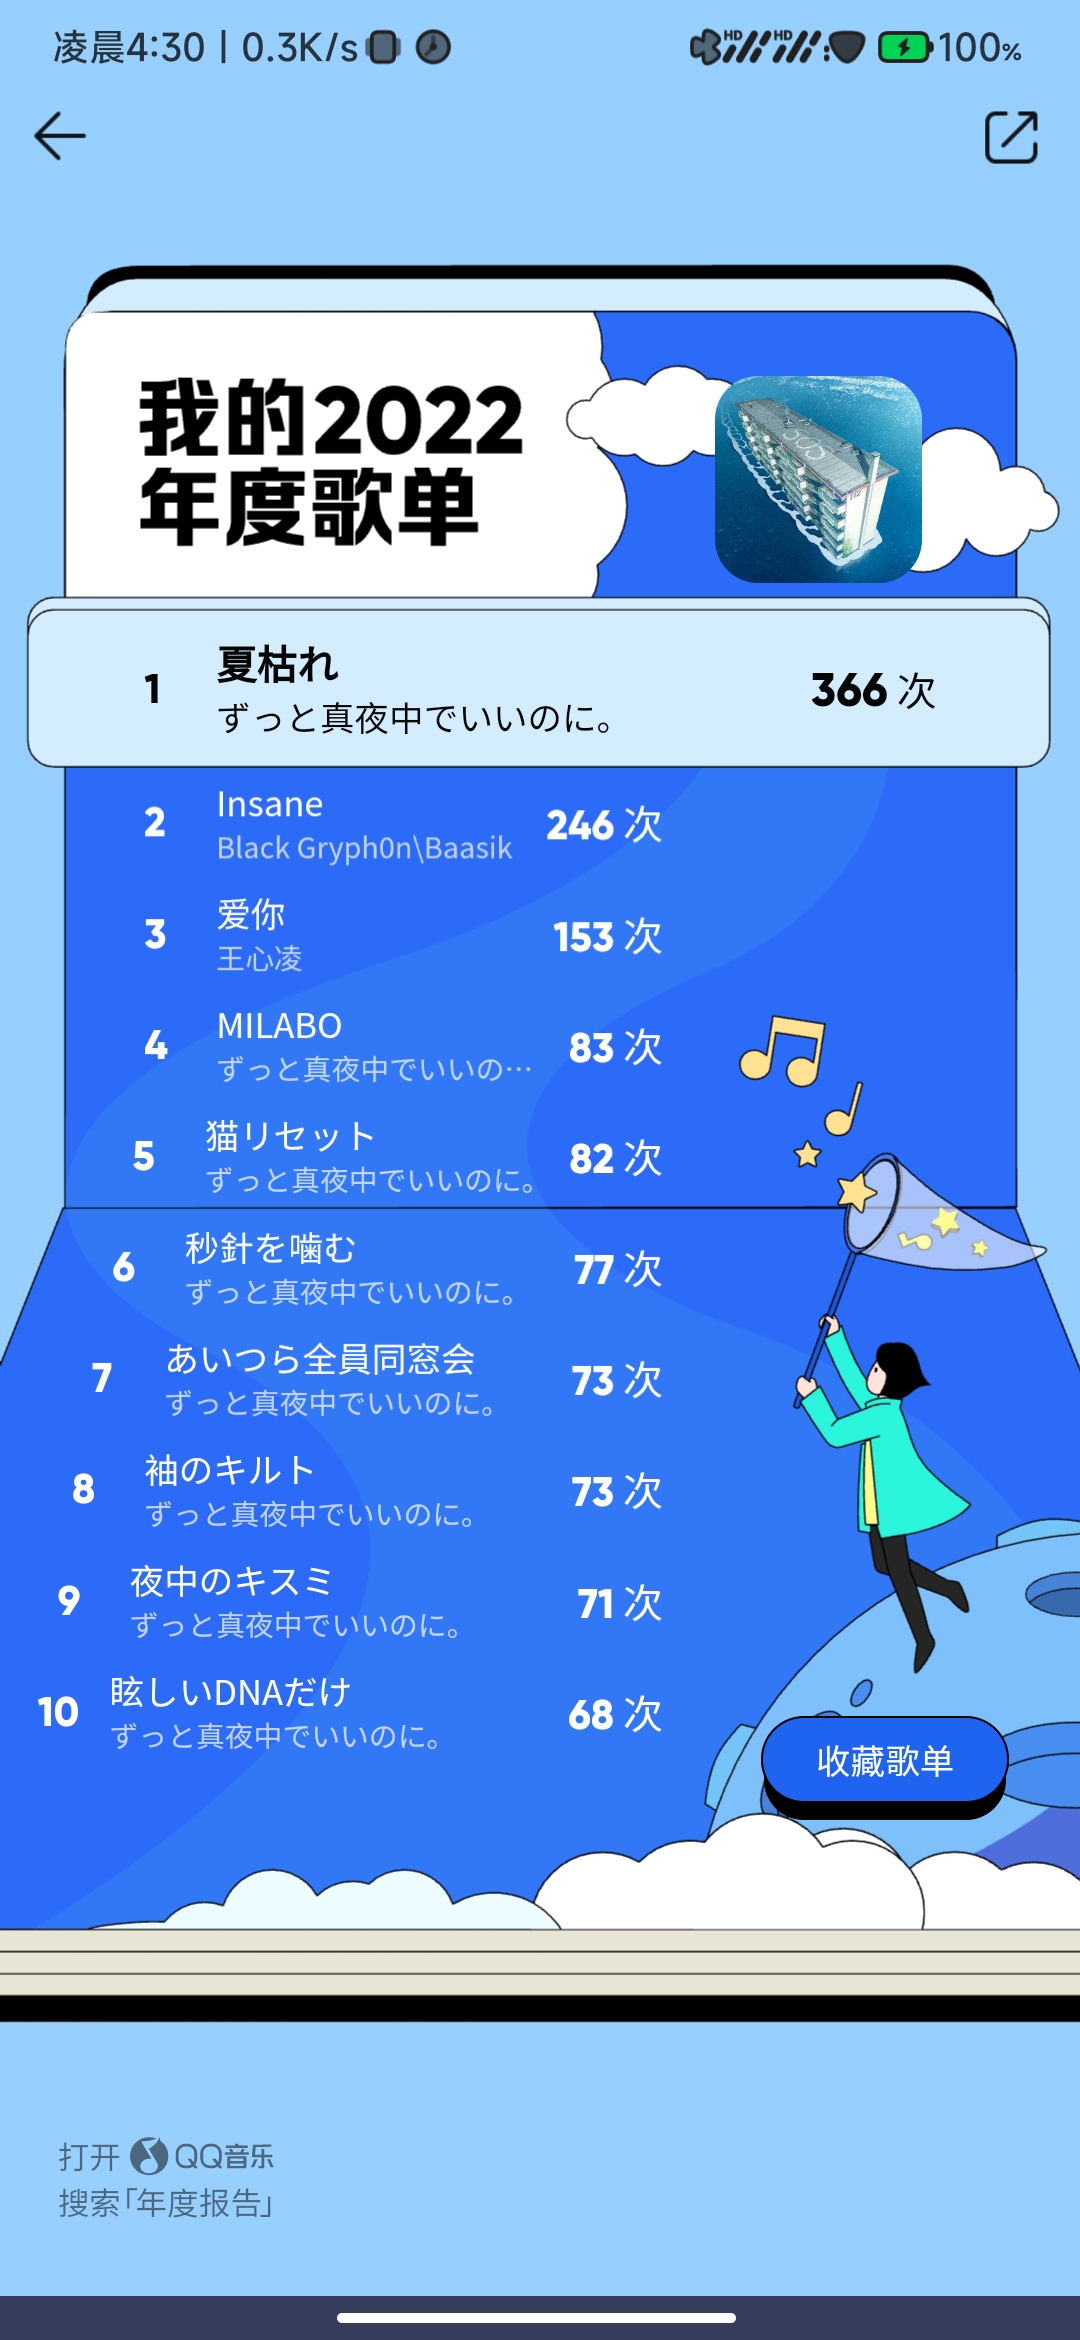 凌晨4:30 | 0.3K/s
HD HD 100%
我的2022
年度歌单
1
夏枯れ
ずっと真夜中でいいのに。
366 次
2
Insane
Black Gryph0n\Baasik
246 次
3
爱你
王心凌
153 次
4
MILABO
ずっと真夜中でいいの…
83 次
5
猫リセット
ずっと真夜中でいいのに。
82 次
6
秒針を噛む
ずっと真夜中でいいのに。
77 次
7
あいつら全員同窓会
ずっと真夜中でいいのに。
73 次
8
袖のキルト
ずっと真夜中でいいのに。
73 次
9
夜中のキスミ
ずっと真夜中でいいのに。
71 次
10
眩しいDNAだけ
ずっと真夜中でいいのに。
68 次
收藏歌单
打开 QQ音乐
搜索「年度报告」